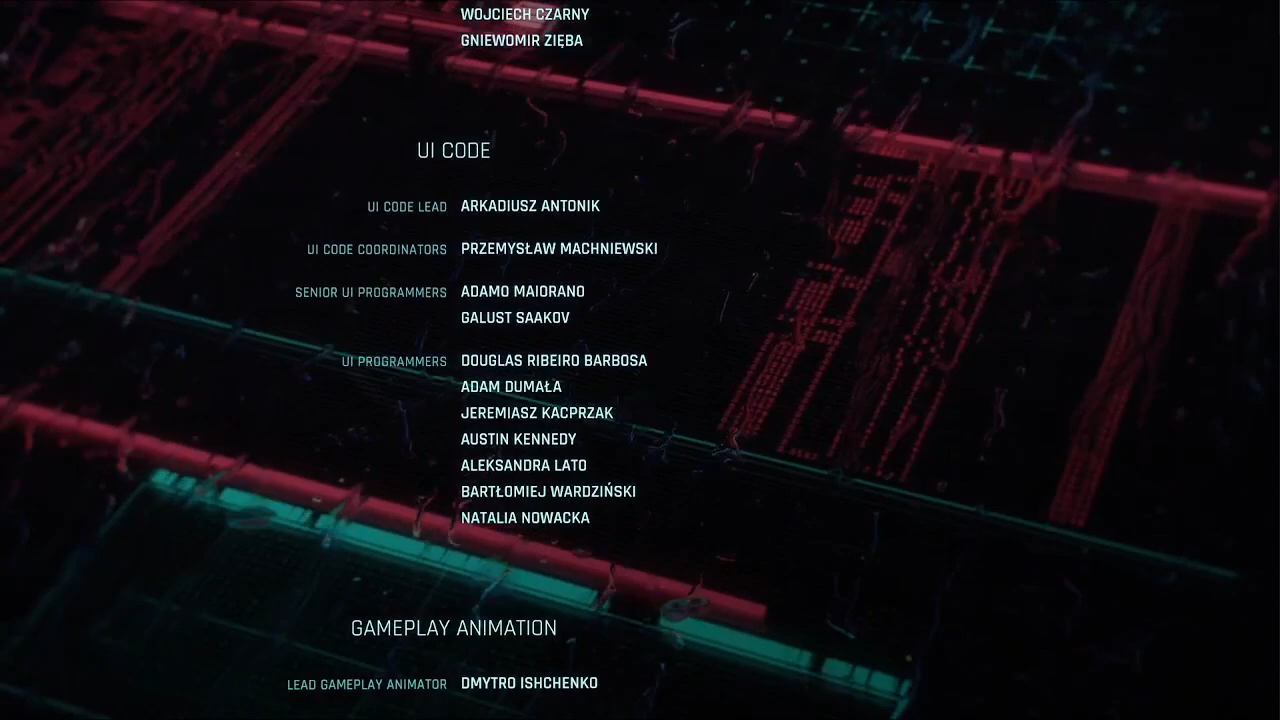 WOJCIECH CZARNY
GNIEWOMIR ZIĘBA
UI CODE
UI CODE LEAD ARKADIUSZ ANTONIK
UI CODE COORDINATORS PRZEMYSŁAW MACHNIEWSKI
SENIOR UI PROGRAMMERS ADAMO MAIORANO
GALUST SAAKOV
UI PROGRAMMERS DOUGLAS RIBEIRO BARBOSA
ADAM DUMAŁA
JEREMIASZ KACPRZAK
AUSTIN KENNEDY
ALEKSANDRA LATO
BARTŁOMIEJ WARDZIŃSKI
NATALIA NOWACKA
GAMEPLAY ANIMATION
LEAD GAMEPLAY ANIMATOR DMYTRO ISHCHENKO